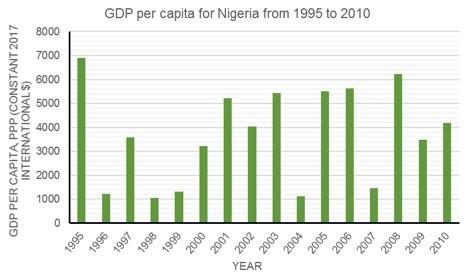 GDP per capita for Nigeria from 1995 to 2010
GDP PER CAPITA, PPP (CONSTANT 2017
INTERNATIONAL$)
8000
7000
6000
5000
4000
3000
2000
1000
0
1995 1996 1997 1998 1999 2000 2001 2002 2003 2004 2005 2006 2007 2008 2009 2010
YEAR